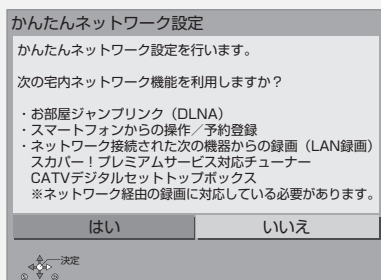 かんたんネットワーク設定
かんたんネットワーク設定を行います。
次の宅内ネットワーク機能を利用しますか？
・お部屋ジャンプリンク（DLNA）
・スマートフォンからの操作／予約登録
・ネットワーク接続された次の機器からの録画（LAN録画）
スカパー！プレミアムサービス対応チューナー
CATVデジタルセットトップボックス
※ネットワーク経由の録画に対応している必要があります。
はい いいえ
決定